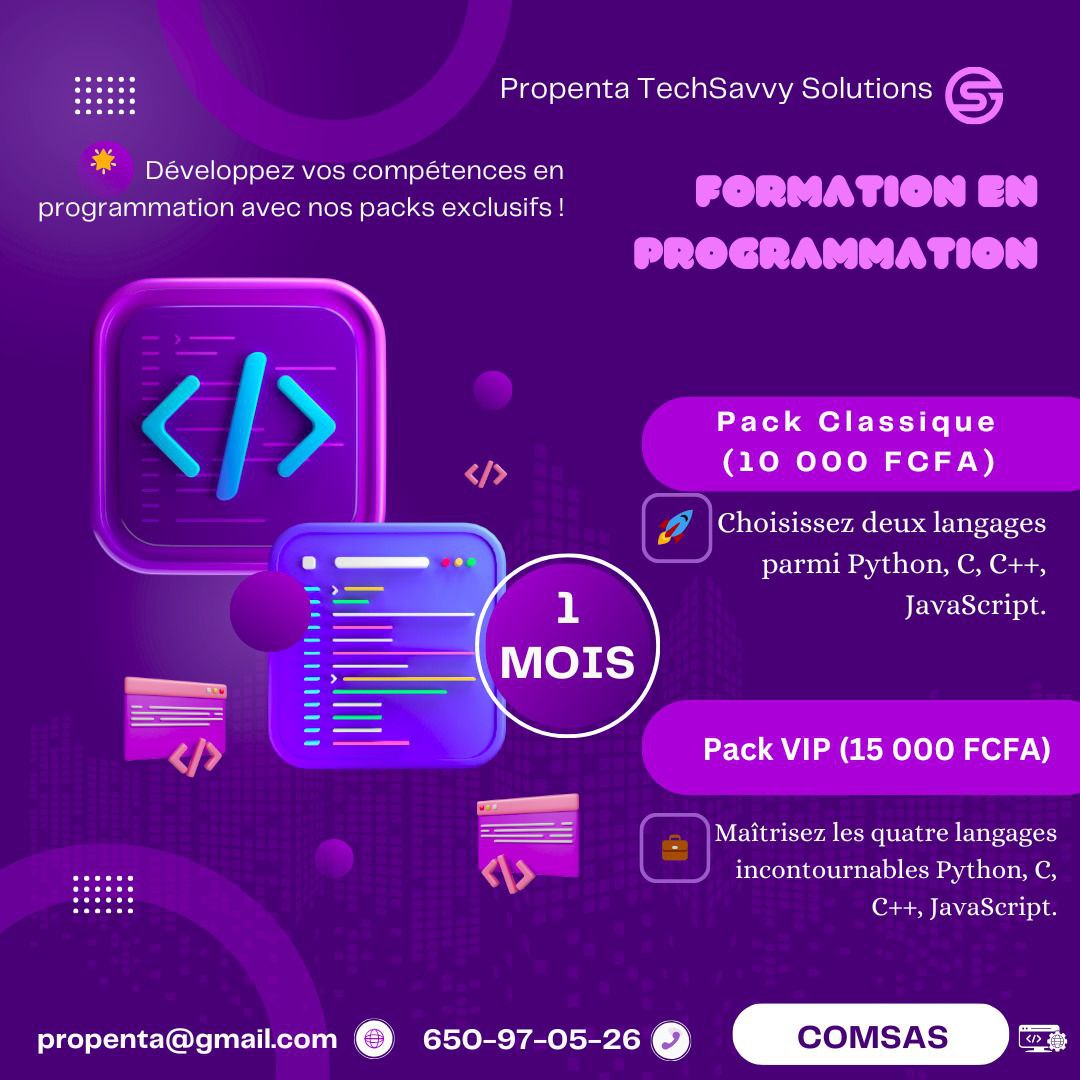 Propenta TechSavvy Solutions
Développez vos compétences en
programmation avec nos packs exclusifs !
FORMATION EN
PROGRAMMATION
Pack Classique
(10 000 FCFA)
Choisissez deux langages
parmi Python, C, C++,
JavaScript.
1
MOIS
Pack VIP (15 000 FCFA)
Maîtrisez les quatre langages
incontournables Python, C,
C++, JavaScript.
propenta@gmail.com
650-97-05-26
COMSAS